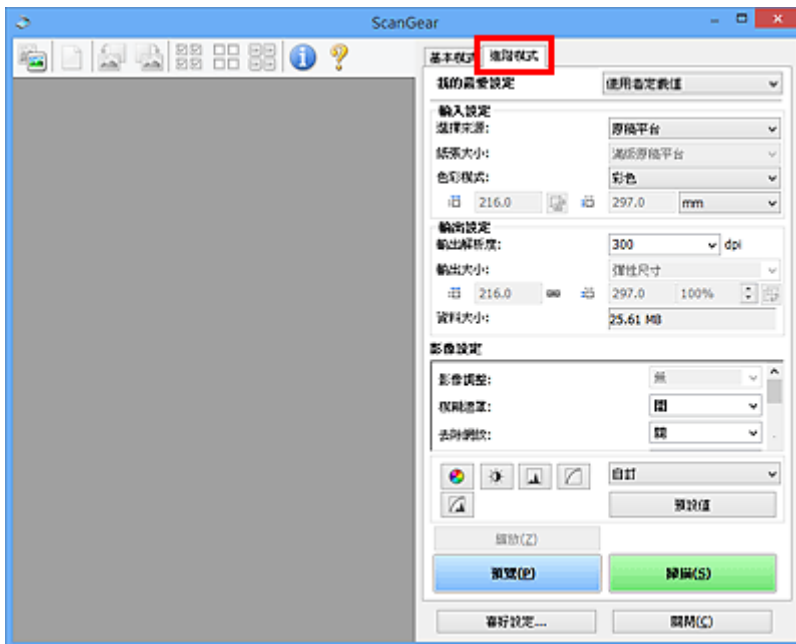 ScanGear
基本模式 進階模式
我的最愛設定 使用者定義數值
輸入設定
選擇來源: 原稿平台
紙張大小: 滿版原稿平台
色彩模式: 彩色
216.0 297.0 mm
輸出設定
輸出解析度: 300 dpi
輸出大小: 彈性尺寸
216.0 297.0 100%
資料大小: 25.61 MB
影像設定
影像調整: 無
模糊遮罩: 開
去除網紋: 關
自訂
預設值
縮放(Z)
預覽(P) 掃描(S)
喜好設定... 關閉(C)